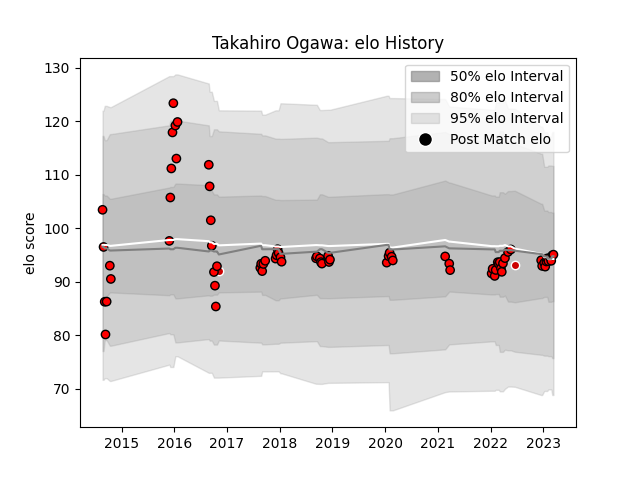 Takahiro Ogawa: elo History
50% elo Interval
80% elo Interval
95% elo Interval
Post Match elo
elo score
130
120
110
100
90
80
70
2015 2016 2017 2018 2019 2020 2021 2022 2023